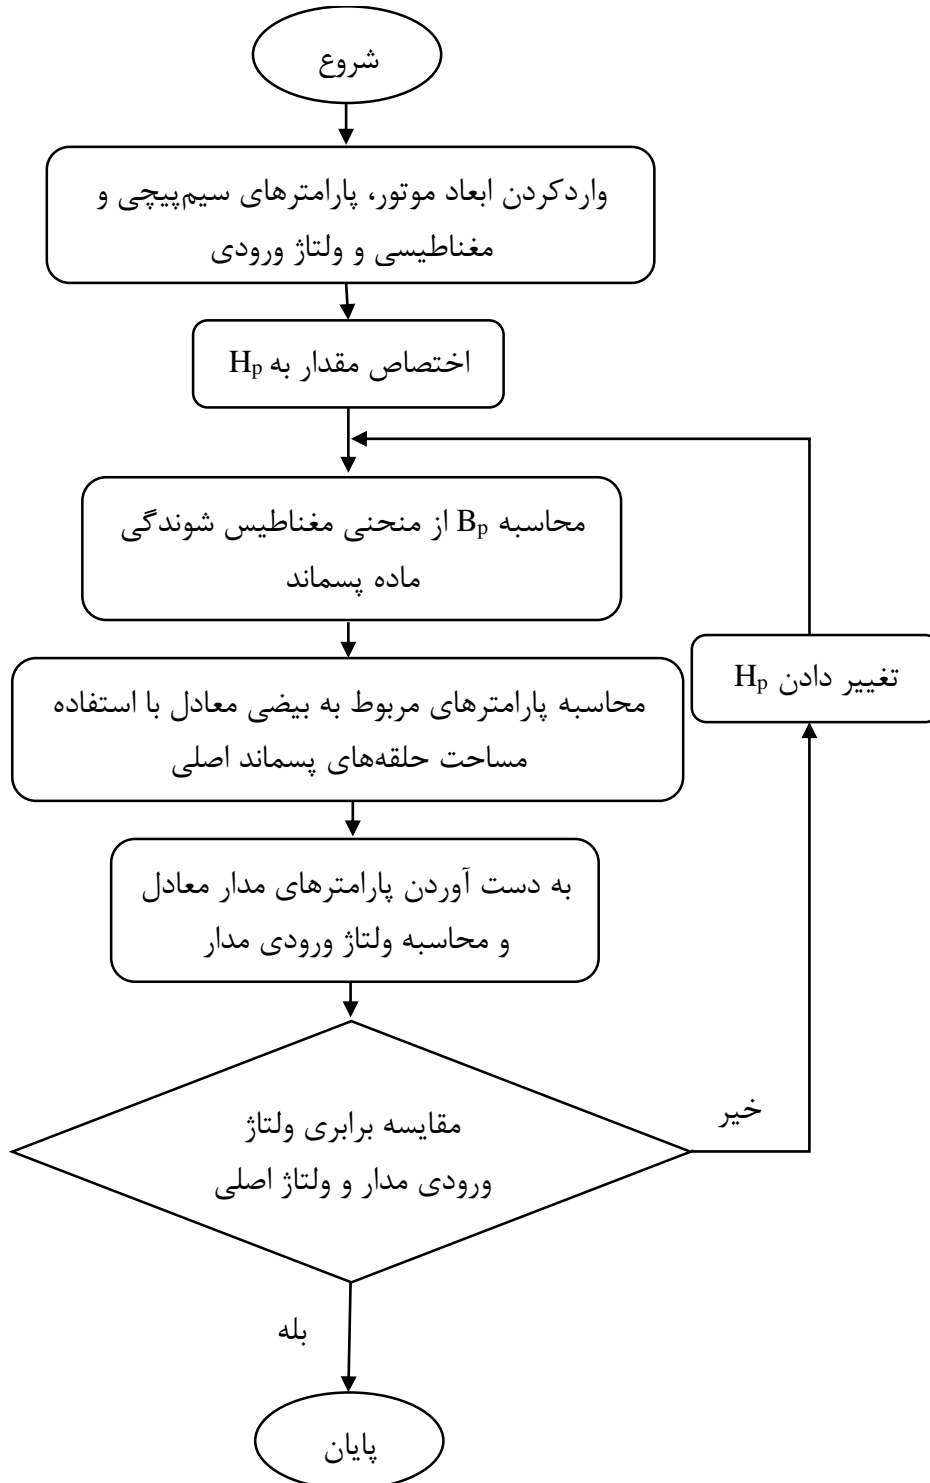 شروع
واردکردن ابعاد موتور، پارامترهای سیم‌پیچی و
مغناطیسی و ولتاژ ورودی
اختصاص مقدار به Hp
محاسبه Bp از منحنی مغناطیس شوندگی
ماده پسماند
تغییر دادن Hp
محاسبه پارامترهای مربوط به بیضی معادل با استفاده
مساحت حلقه‌های پسماند اصلی
به دست آوردن پارامترهای مدار معادل
و محاسبه ولتاژ ورودی مدار
مقایسه برابری ولتاژ
ورودی مدار و ولتاژ اصلی
خیر
بله
پایان